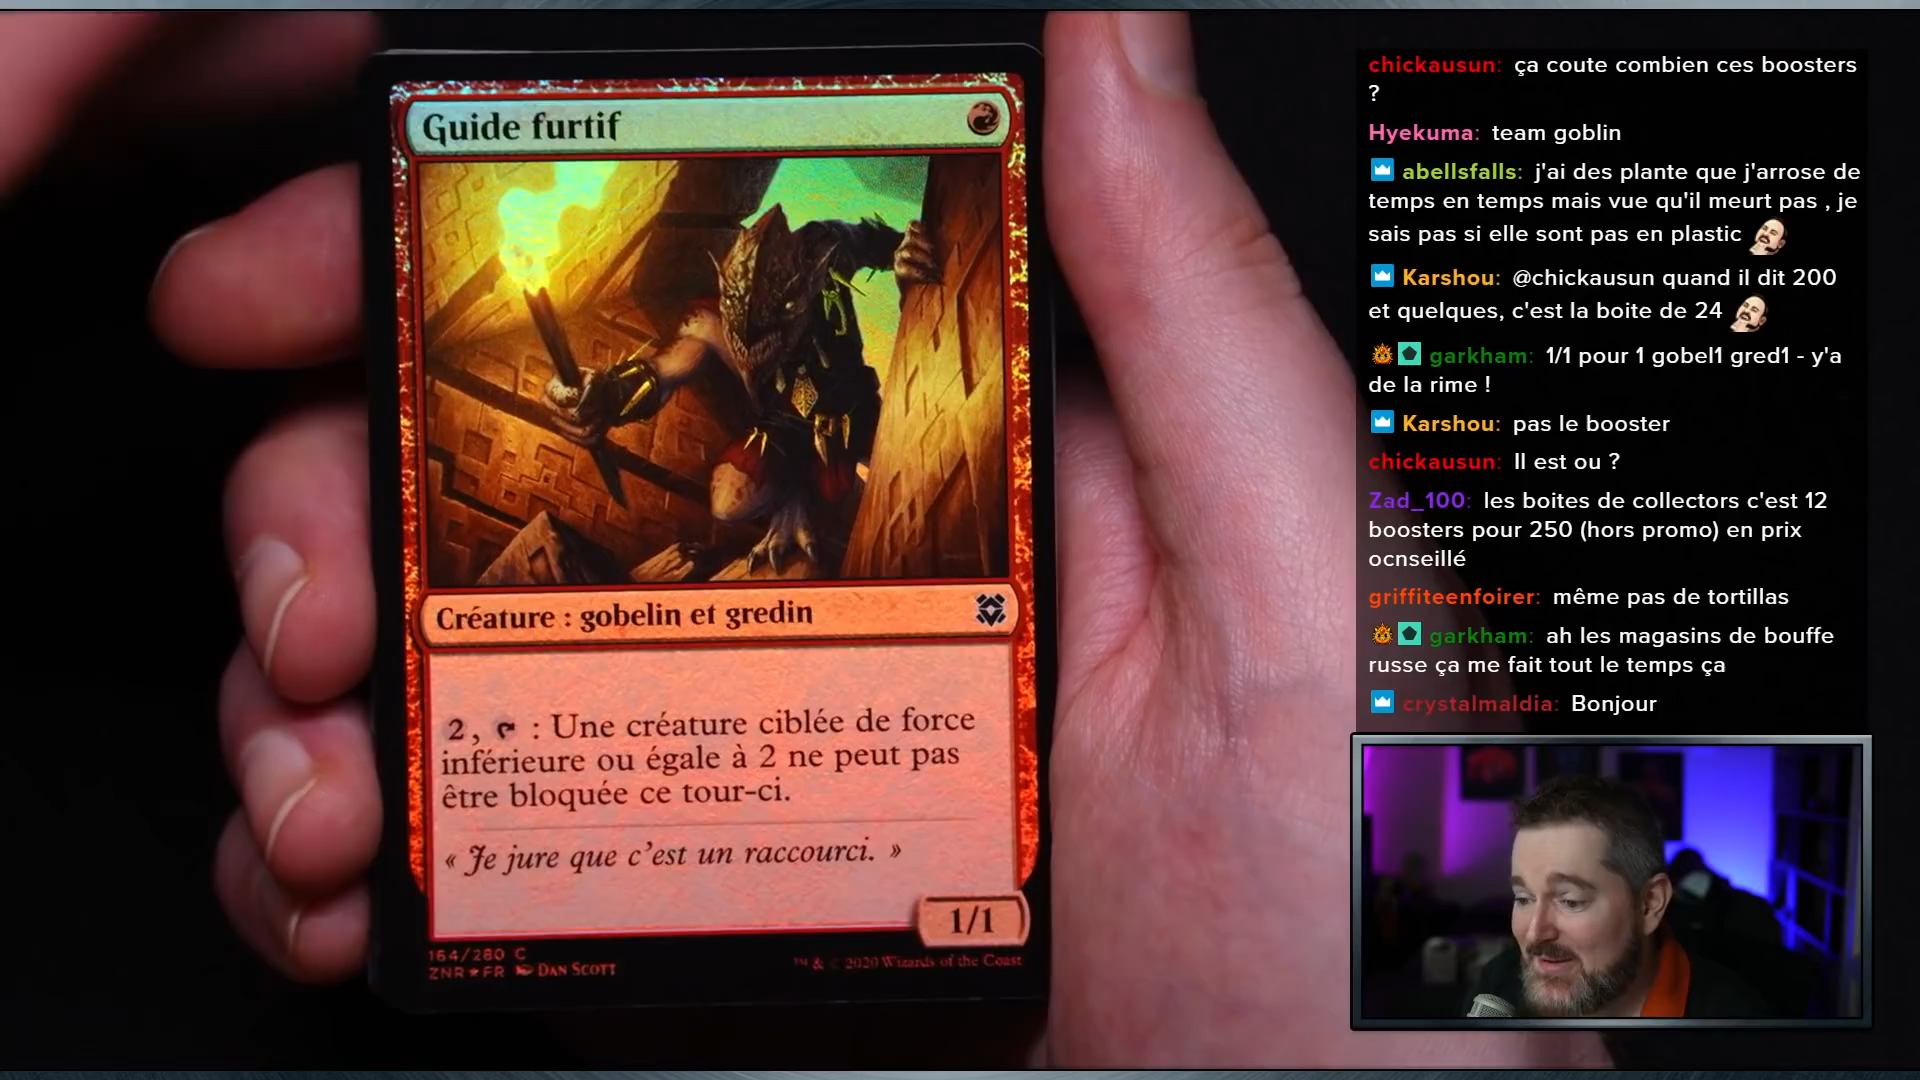 Guide furtif
Créature : gobelin et gredin
2, : Une créature ciblée de force
inférieure ou égale à 2 ne peut pas
être bloquée ce tour-ci.
« Je jure que c'est un raccourci. »
1/1
164/280 C
ZNR★FR DAN SCOTT
™ & © 2020 Wizards of the Coast
chickausun: ça coute combien ces boosters
?
Hyekuma: team goblin
abellsfalls: j'ai des plante que j'arrose de
temps en temps mais vue qu'il meurt pas , je
sais pas si elle sont pas en plastic
Karshou: @chickausun quand il dit 200
et quelques, c'est la boite de 24
garkham: 1/1 pour 1 gobel1 gred1 - y'a
de la rime !
Karshou: pas le booster
chickausun: Il est ou ?
Zad_100: les boites de collectors c'est 12
boosters pour 250 (hors promo) en prix
ocnseillé
griffiteenfoirer: même pas de tortillas
garkham: ah les magasins de bouffe
russe ça me fait tout le temps ça
crystalmaldia: Bonjour